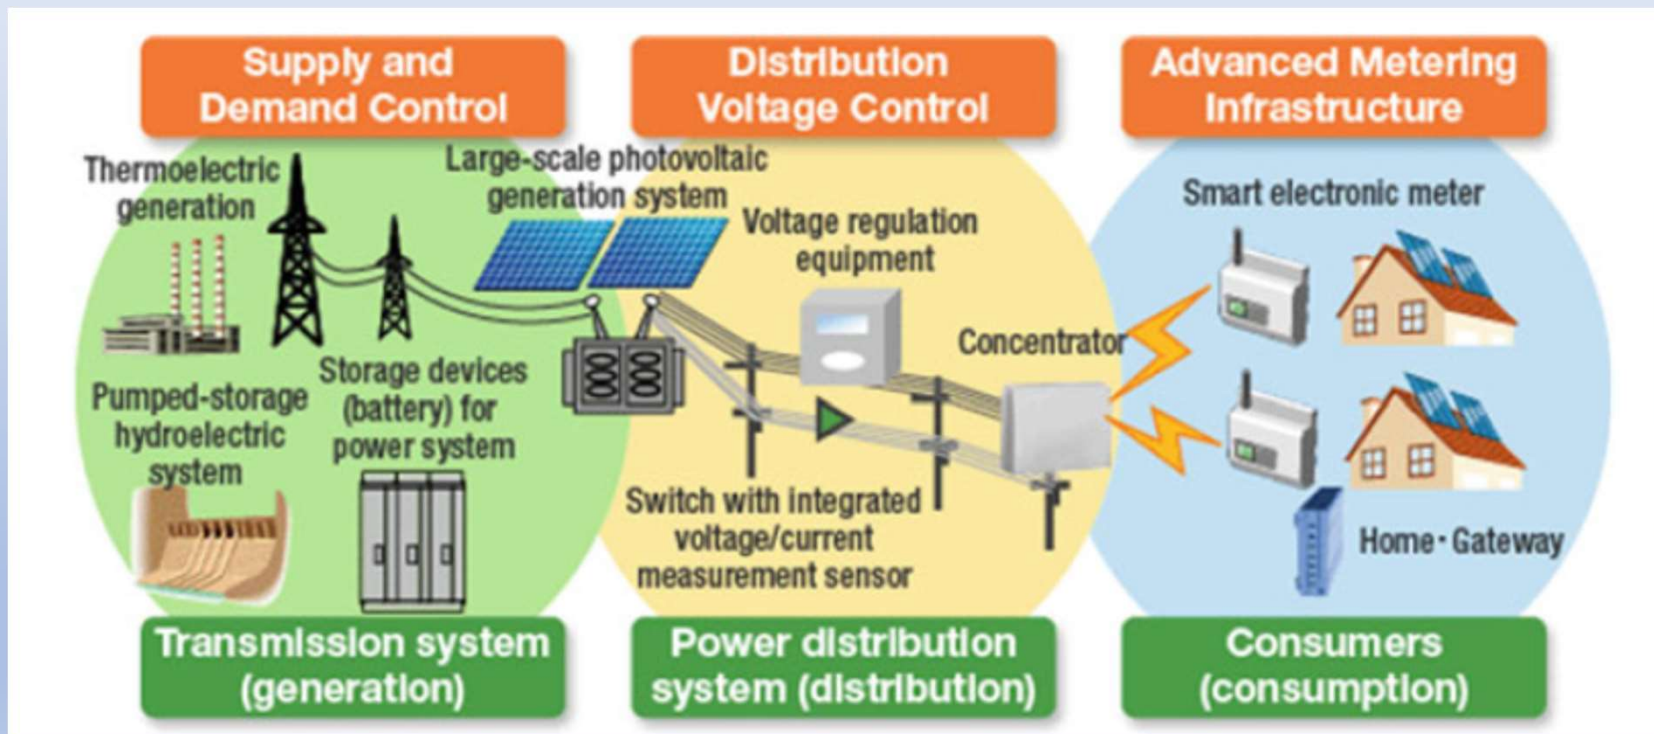 Supply and
Demand Control
Distribution
Voltage Control
Advanced Metering
Infrastructure
Thermoelectric
generation
Large-scale photovoltaic
generation system
Voltage regulation
equipment
Smart electronic meter
Concentrator
Storage devices
(battery) for
power system
Pumped-storage
hydroelectric
system
Switch with integrated
voltage/current
measurement sensor
Home・Gateway
Transmission system
(generation)
Power distribution
system (distribution)
Consumers
(consumption)